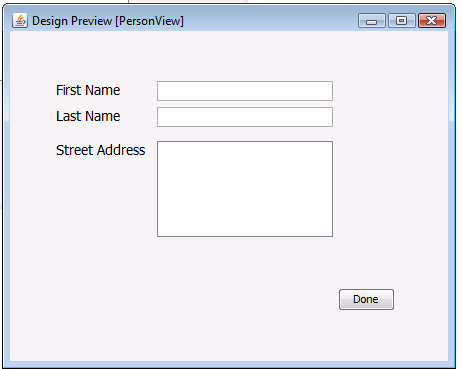 Design Preview [PersonView]
First Name
Last Name
Street Address
Done